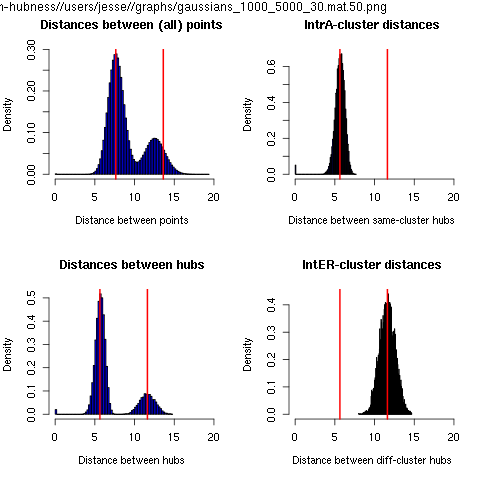 n-hubness//users/jesse//graphs/gaussians_1000_5000_30.mat.50.png
Distances between (all) points
Density
0.00 0.10 0.20 0.30
0 5 10 15 20
Distance between points
IntrA-cluster distances
Density
0.0 0.2 0.4 0.6
0 5 10 15 20
Distance between same-cluster hubs
Distances between hubs
Density
0.0 0.1 0.2 0.3 0.4 0.5
0 5 10 15 20
Distance between hubs
IntER-cluster distances
Density
0.0 0.1 0.2 0.3 0.4
0 5 10 15 20
Distance between diff-cluster hubs